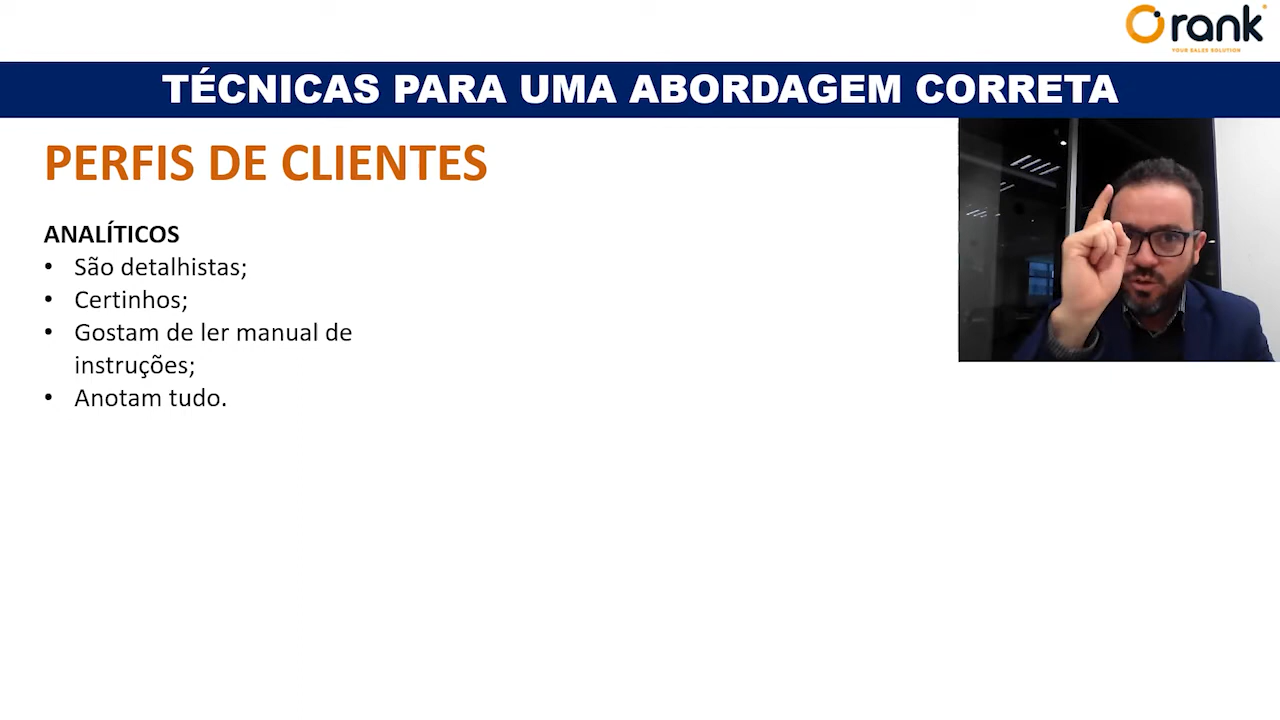 rank
YOUR SALES SOLUTION
TÉCNICAS PARA UMA ABORDAGEM CORRETA
PERFIS DE CLIENTES
ANALÍTICOS
• São detalhistas;
• Certinhos;
• Gostam de ler manual de
instruções;
• Anotam tudo.